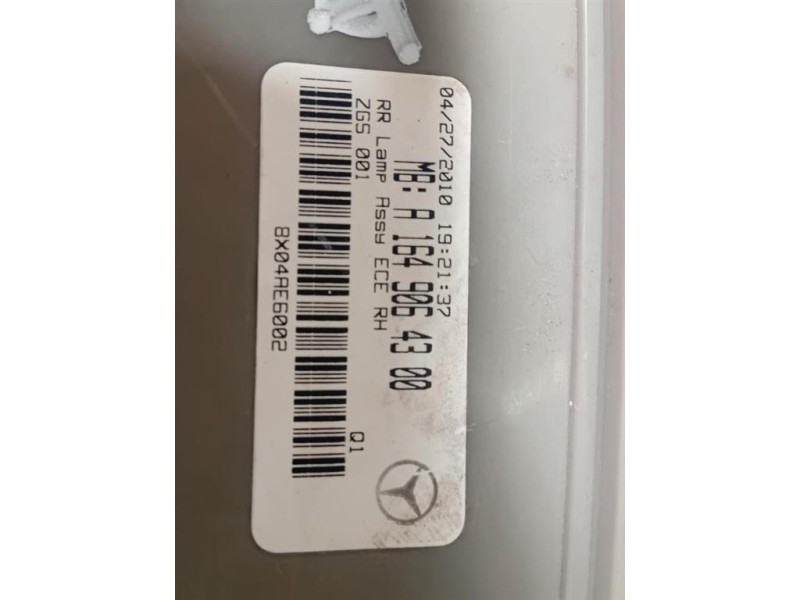 04/27/2010 19:21:37
MB: A 164 906 43 00
RR Lamp Assy ECE RH
ZGS 001
Q1
8X04AE6002